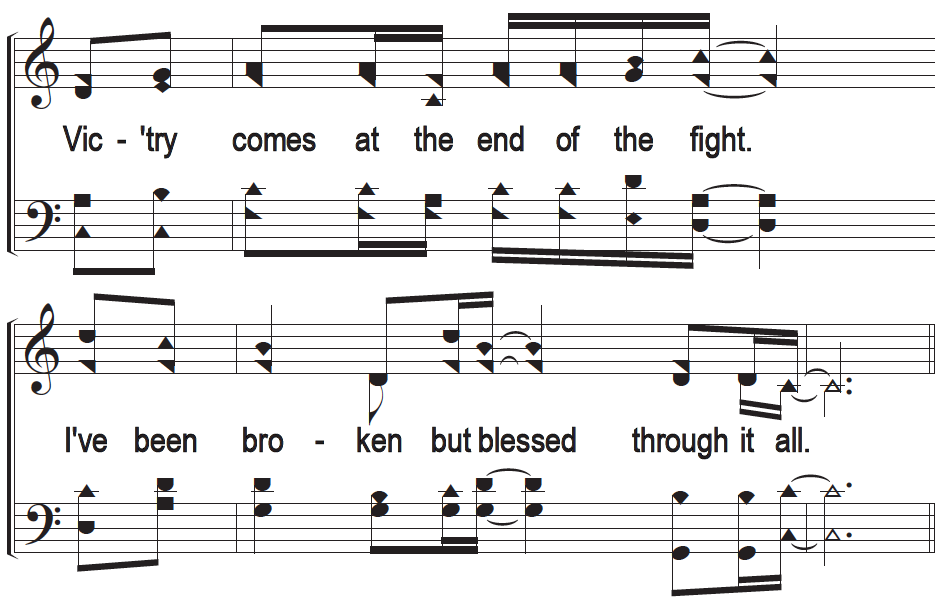 Vic - 'try comes at the end of the fight.
I've been bro - ken but blessed through it all.